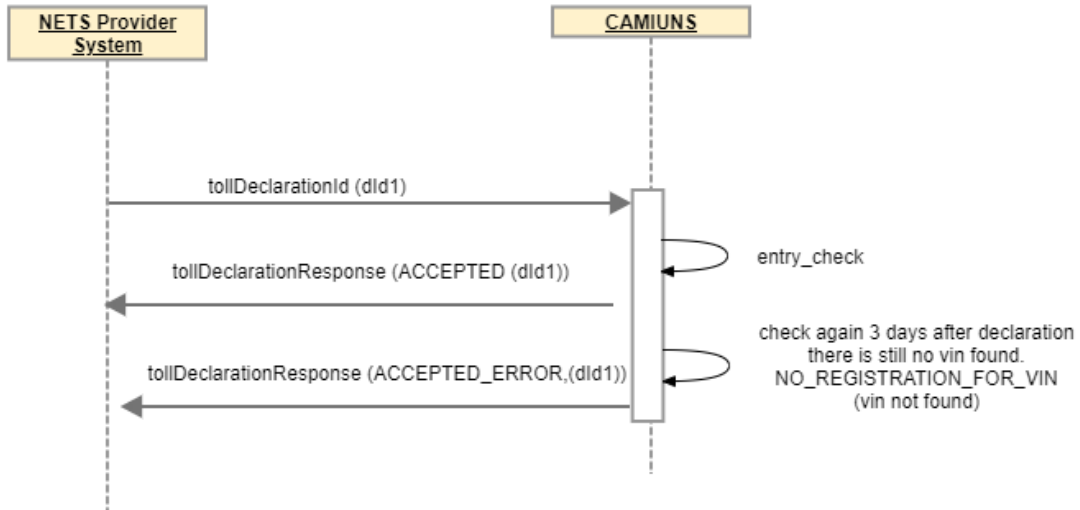 NETS Provider
System
CAMIUNS
tollDeclarationId (dId1)
entry_check
tollDeclarationResponse (ACCEPTED (dId1))
check again 3 days after declaration
there is still no vin found.
NO_REGISTRATION_FOR_VIN
(vin not found)
tollDeclarationResponse (ACCEPTED_ERROR,(dId1))